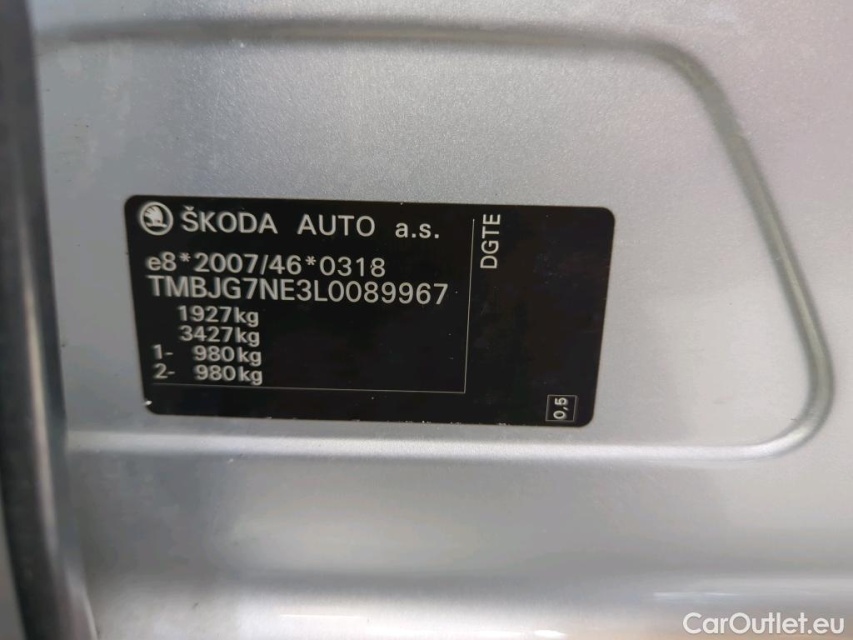 ŠKODA AUTO a.s.
e8*2007/46*0318
TMBJG7NE3L0089967
1927kg
3427kg
1- 980kg
2- 980kg
DGTE
0,5
CarOutlet.eu